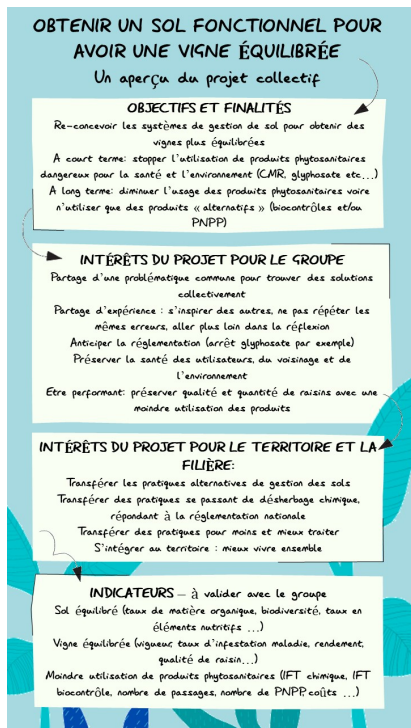 OBTENIR UN SOL FONCTIONNEL POUR
AVOIR UNE VIGNE ÉQUILIBRÉE
Un aperçu du projet collectif
OBJECTIFS ET FINALITÉS
Re-concevoir les systèmes de gestion de sol pour obtenir des
vignes plus équilibrées
A court terme: stopper l'utilisation de produits phytosanitaires
dangereux pour la santé et l'environnement (CMR, glyphosate etc...)
A long terme: diminuer l'usage des produits phytosanitaires voire
n'utiliser que des produits « alternatifs » (biocontrôles et/ou
PNPP)
INTÉRÊTS DU PROJET POUR LE GROUPE
Partage d'une problématique commune pour trouver des solutions
collectivement
Partage d'expérience : s'inspirer des autres, ne pas répéter les
mêmes erreurs, aller plus loin dans la réflexion
Anticiper la réglementation (arrêt glyphosate par exemple)
Préserver la santé des utilisateurs, du voisinage et de
l'environnement
Etre performant: préserver qualité et quantité de raisins avec une
moindre utilisation des produits
INTÉRÊTS DU PROJET POUR LE TERRITOIRE ET LA
FILIÈRE:
Transférer les pratiques alternatives de gestion des sols
Transférer des pratiques se passant de désherbage chimique,
répondant à la réglementation nationale
Transférer des pratiques pour moins et mieux traiter
S'intégrer au territoire : mieux vivre ensemble
INDICATEURS – à valider avec le groupe
Sol équilibré (taux de matière organique, biodiversité, taux en
éléments nutritifs ...)
Vigne équilibrée (vigueur, taux d'infestation maladie, rendement,
qualité de raisin...)
Moindre utilisation de produits phytosanitaires (IFT chimique, IFT
biocontrôle, nombre de passages, nombre de PNPP, coûts ...)